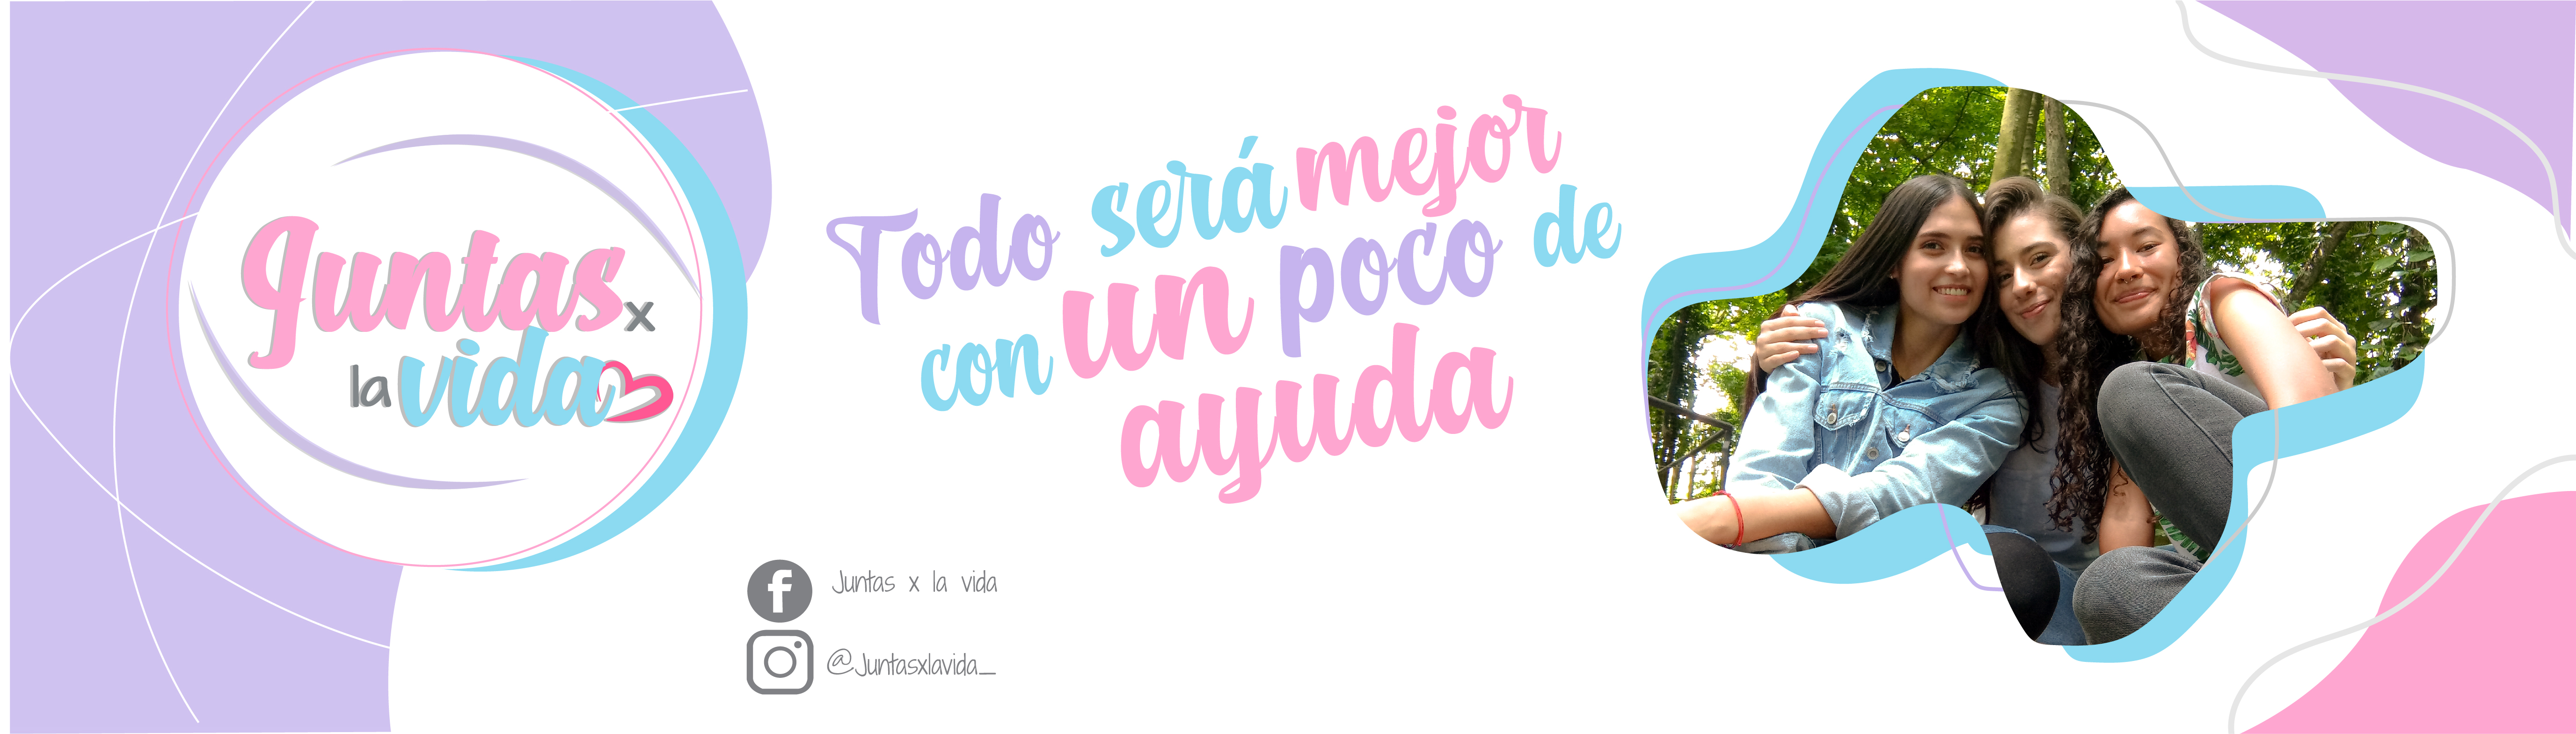 Juntas x
la vida
Todo será mejor
con un poco de
ayuda
Juntas x la vida
@Juntasxlavida_